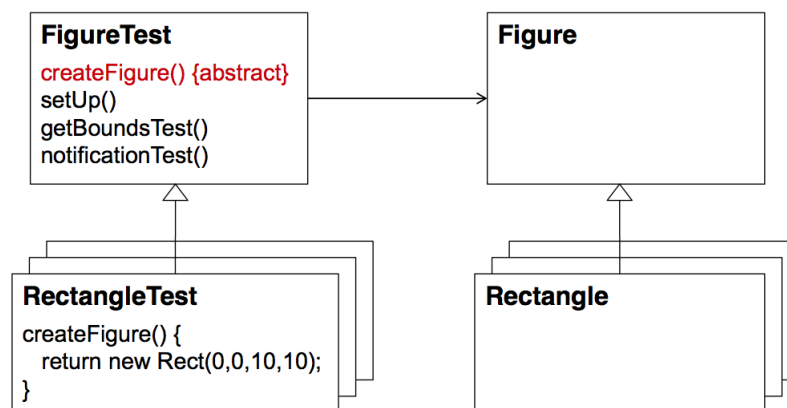 FigureTest
createFigure() {abstract}
setUp()
getBoundsTest()
notificationTest()
Figure
RectangleTest
createFigure() {
return new Rect(0,0,10,10);
}
Rectangle